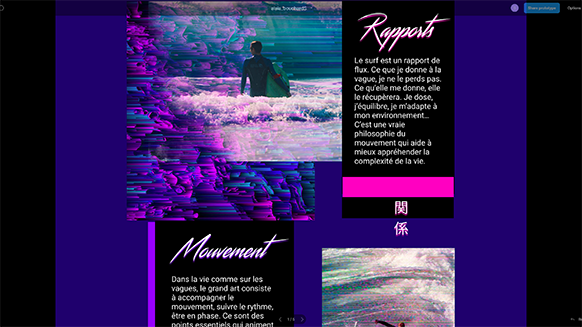 Share prototype
Options
Rapports
Le surf est un rapport de
flux. Ce que je donne à la
vague, je ne le perds pas.
Ce qu'elle me donne, elle
le récupèrera. Je dose,
j'équilibre, je m'adapte à
mon environnement...
C'est une vraie
philosophie du
mouvement qui aide à
mieux appréhender la
complexité de la vie.
関
係
Mouvement
Dans la vie comme sur les
vagues, le grand art consiste
à accompagner le
mouvement, suivre le rythme,
être en phase. Ce sont des
points essentiels qui animent